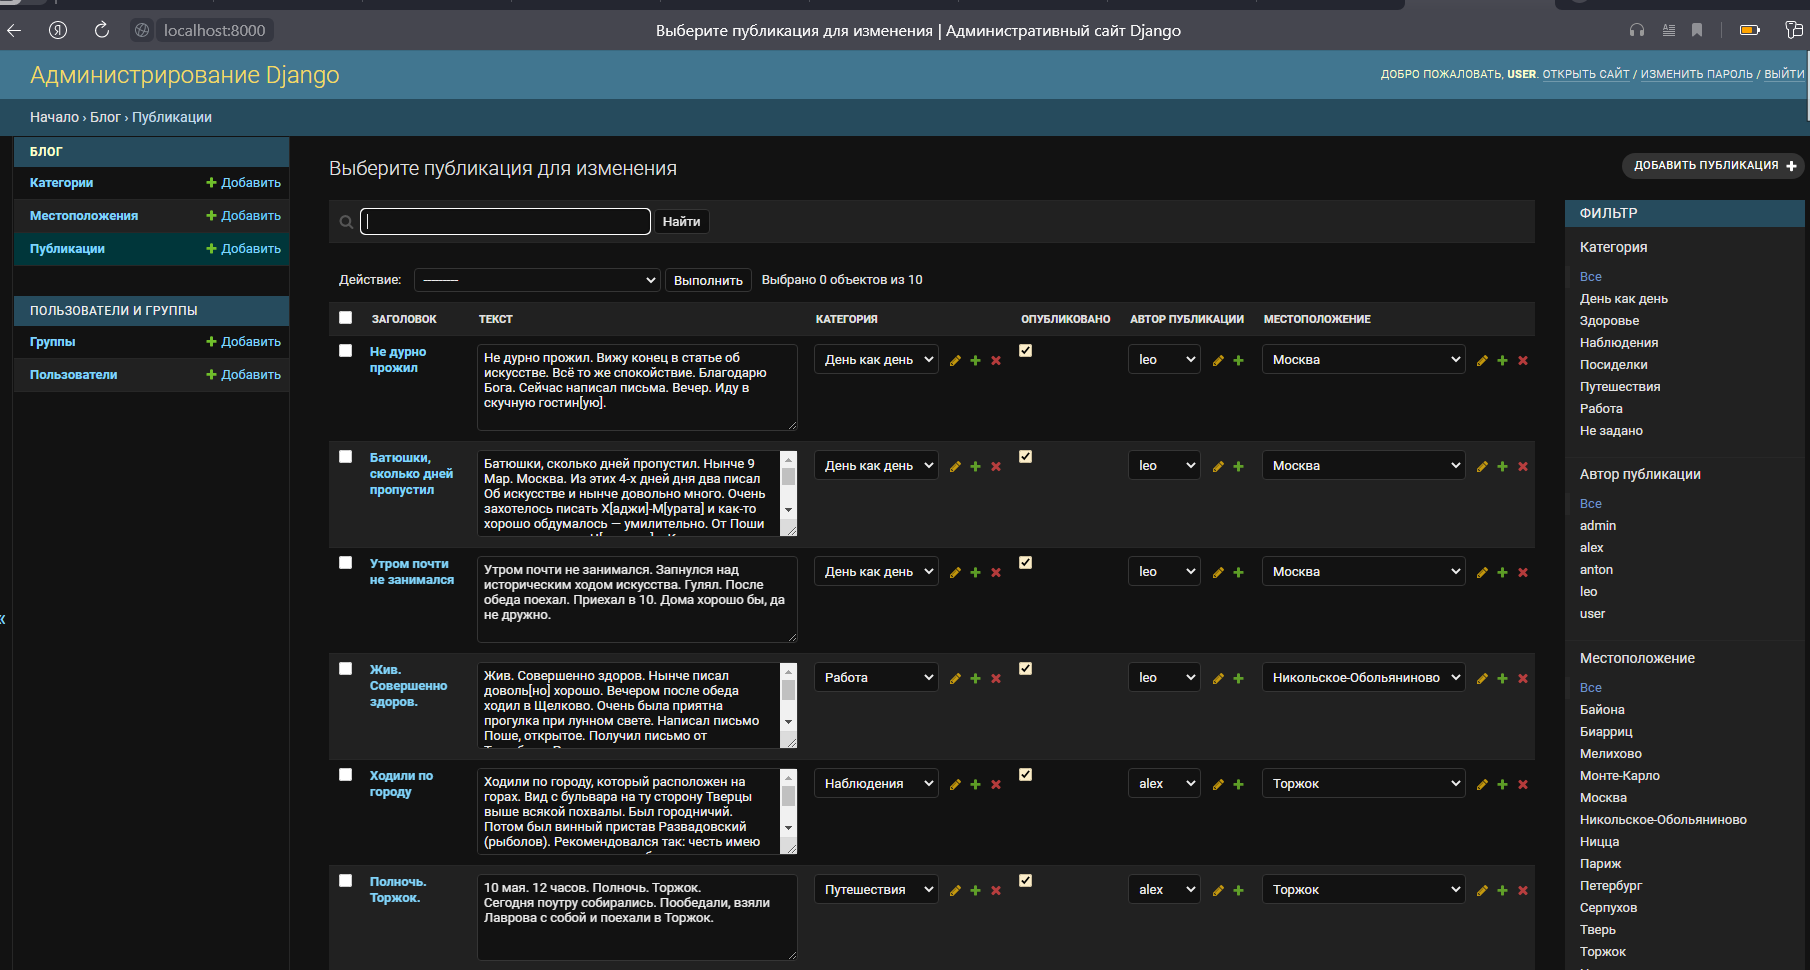 localhost:8000
Выберите публикация для изменения | Административный сайт Django
Администрирование Django
ДОБРО ПОЖАЛОВАТЬ, USER. ОТКРЫТЬ САЙТ / ИЗМЕНИТЬ ПАРОЛЬ / ВЫЙТИ
Начало › Блог › Публикации
БЛОГ
Категории Добавить
Местоположения Добавить
Публикации Добавить
ПОЛЬЗОВАТЕЛИ И ГРУППЫ
Группы Добавить
Пользователи Добавить
Выберите публикация для изменения
ДОБАВИТЬ ПУБЛИКАЦИЯ
Найти
Действие: --------- Выполнить Выбрано 0 объектов из 10
ЗАГОЛОВОК ТЕКСТ КАТЕГОРИЯ ОПУБЛИКОВАНО АВТОР ПУБЛИКАЦИИ МЕСТОПОЛОЖЕНИЕ
Не дурно
прожил
Не дурно прожил. Вижу конец в статье об
искусстве. Всё то же спокойствие. Благодарю
Бога. Сейчас написал письма. Вечер. Иду в
скучную гостин[ую].
День как день
leo
Москва
Батюшки,
сколько дней
пропустил
Батюшки, сколько дней пропустил. Нынче 9
Мар. Москва. Из этих 4-х дней дня два писал
Об искусстве и нынче довольно много. Очень
захотелось писать Х[аджи]-М[урата] и как-то
хорошо обдумалось — умилительно. От Поши
День как день
leo
Москва
Утром почти
не занимался
Утром почти не занимался. Запнулся над
историческим ходом искусства. Гулял. После
обеда поехал. Приехал в 10. Дома хорошо бы, да
не дружно.
День как день
leo
Москва
Жив.
Совершенно
здоров.
Жив. Совершенно здоров. Нынче писал
доволь[но] хорошо. Вечером после обеда
ходил в Щелково. Очень была приятна
прогулка при лунном свете. Написал письмо
Поше, открытое. Получил письмо от
Работа
leo
Никольское-Обольяниново
Ходили по
городу
Ходили по городу, который расположен на
горах. Вид с бульвара на ту сторону Тверцы
выше всякой похвалы. Был городничий.
Потом был винный пристав Развадовский
(рыболов). Рекомендовался так: честь имею
Наблюдения
alex
Торжок
Полночь.
Торжок.
10 мая. 12 часов. Полночь. Торжок.
Сегодня поутру собирались. Пообедали, взяли
Лаврова с собой и поехали в Торжок.
Путешествия
alex
Торжок
ФИЛЬТР
Категория
Все
День как день
Здоровье
Наблюдения
Посиделки
Путешествия
Работа
Не задано
Автор публикации
Все
admin
alex
anton
leo
user
Местоположение
Все
Байона
Биарриц
Мелихово
Монте-Карло
Москва
Никольское-Обольяниново
Ницца
Париж
Петербург
Серпухов
Тверь
Торжок